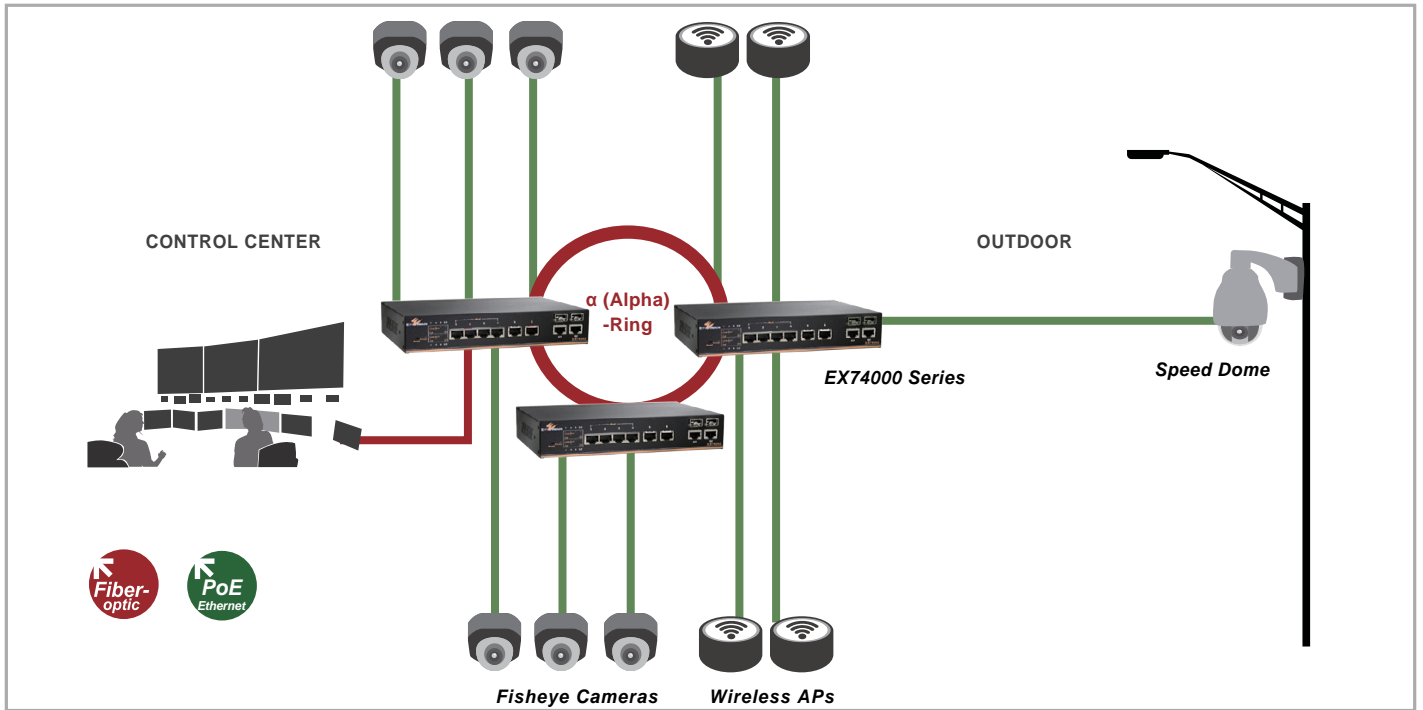 CONTROL CENTER
OUTDOOR
α (Alpha)
-Ring
EX74000 Series
Speed Dome
Fiber-
optic
PoE
Ethernet
Fisheye Cameras
Wireless APs